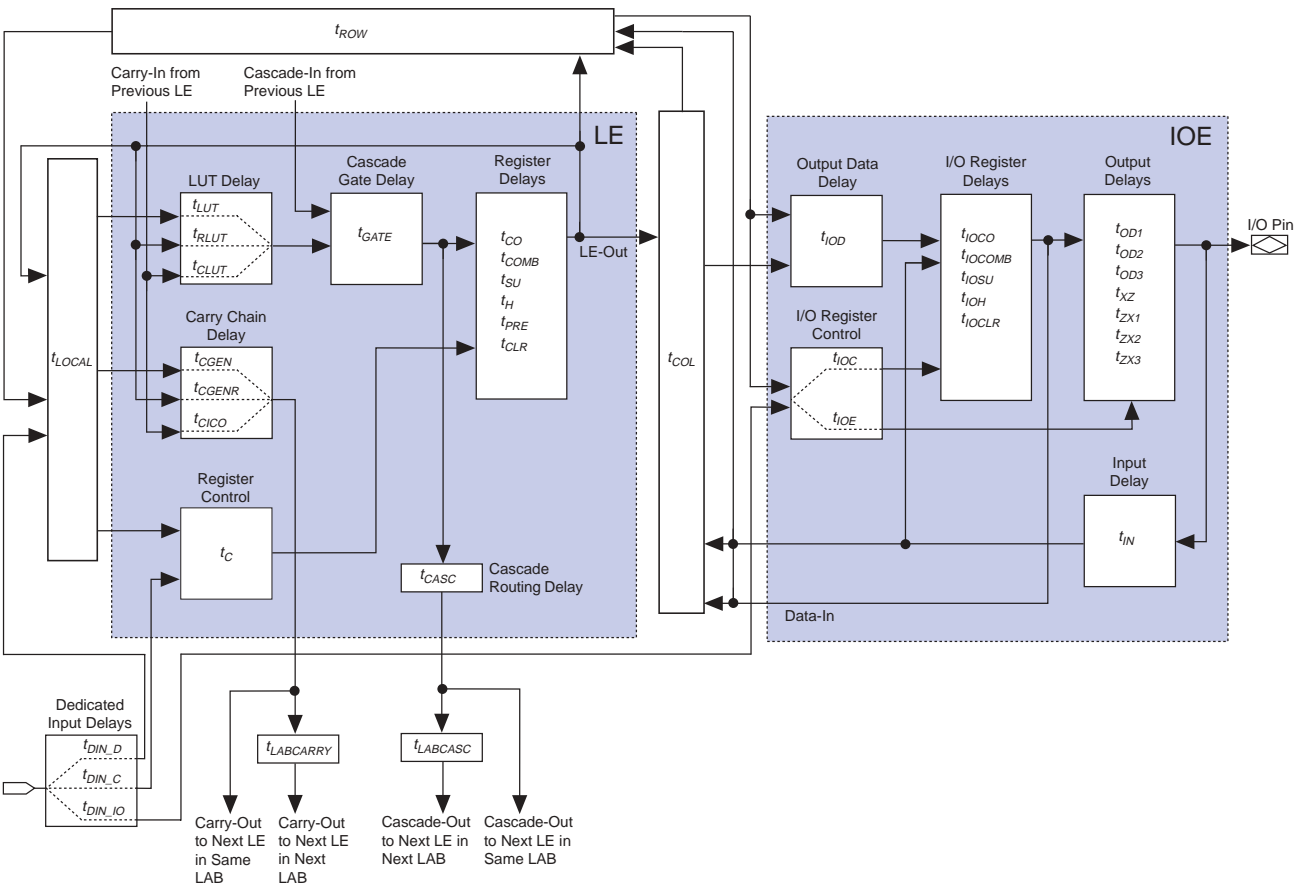 tROW
Carry-In from
Previous LE
Cascade-In from
Previous LE
LE
LUT Delay
tLUT
tRLUT
tCLUT
Cascade
Gate Delay
tGATE
Register
Delays
tCO
tCOMB
tSU
tH
tPRE
tCLR
LE-Out
Carry Chain
Delay
tCGEN
tCGENR
tCICO
tLOCAL
Register
Control
tC
tCASC
Cascade
Routing Delay
tCOL
IOE
Output Data
Delay
tIOD
I/O Register
Delays
tIOCO
tIOCOMB
tIOSU
tIOH
tIOCLR
Output
Delays
tOD1
tOD2
tOD3
tXZ
tZX1
tZX2
tZX3
I/O Pin
I/O Register
Control
tIOC
tIOE
Input
Delay
tIN
Data-In
Dedicated
Input Delays
tDIN_D
tDIN_C
tDIN_IO
tLABCARRY
tLABCASC
Carry-Out
to Next LE
in Same
LAB
Carry-Out
to Next LE
in Next
LAB
Cascade-Out
to Next LE in
Next LAB
Cascade-Out
to Next LE in
Same LAB